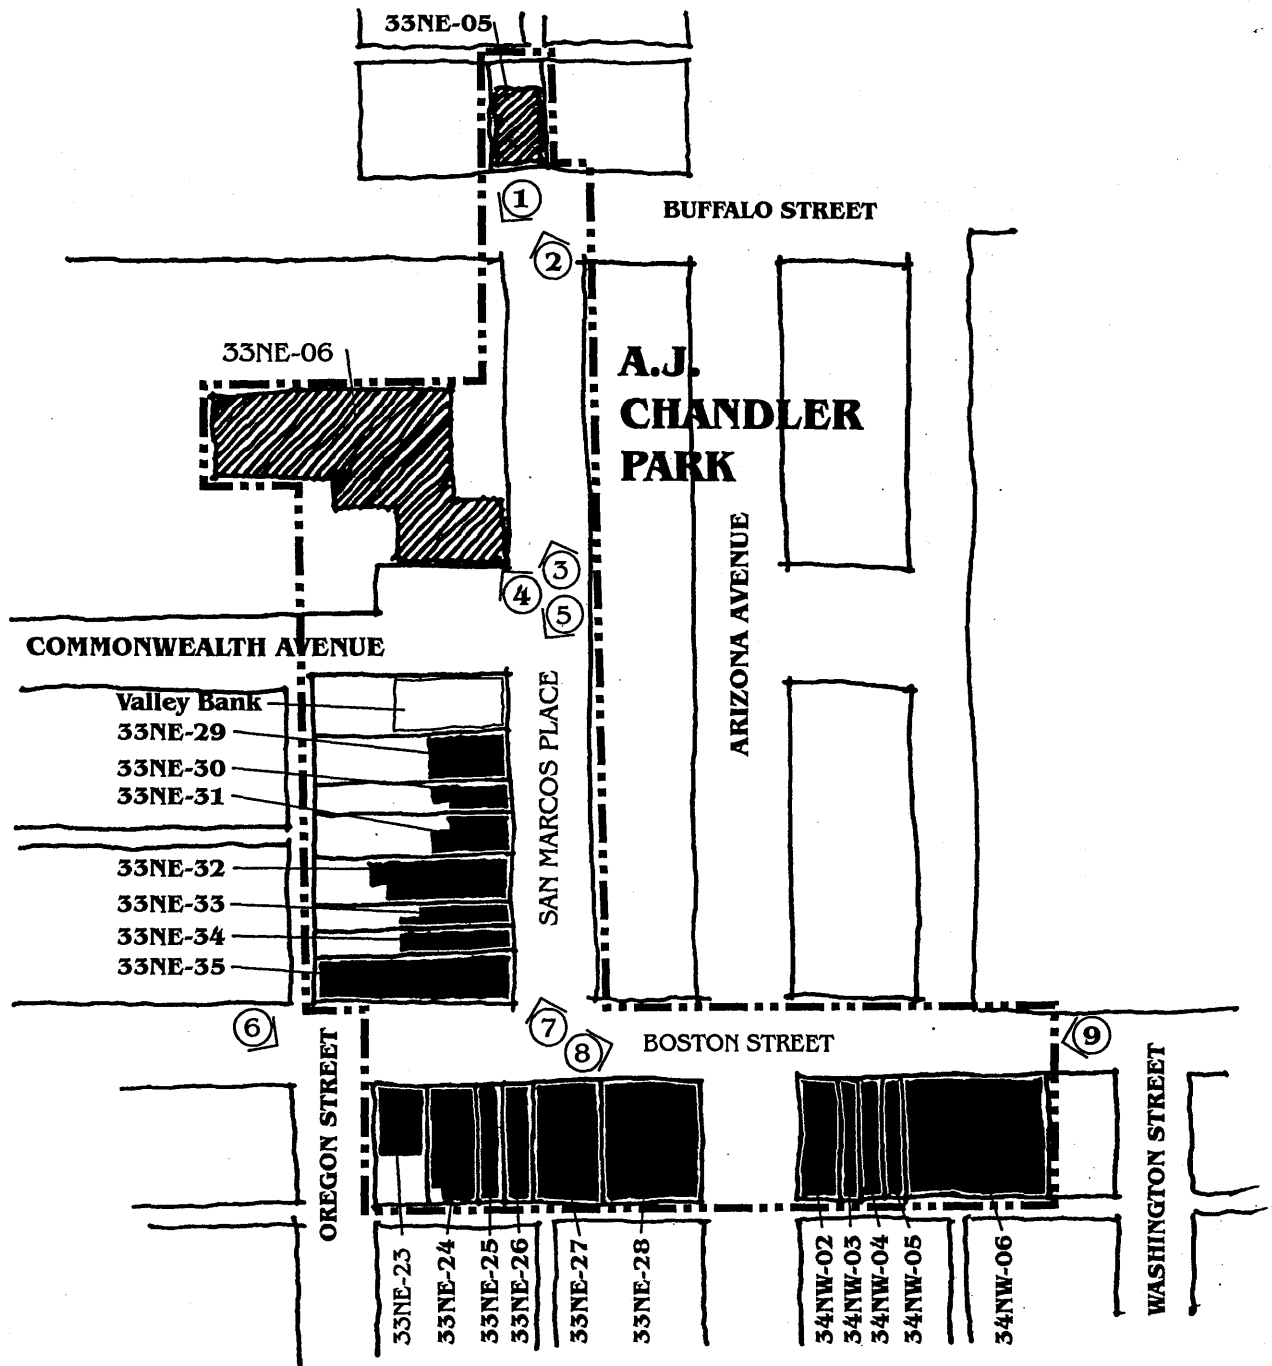 33NE-05
1
BUFFALO STREET
2
33NE-06
A.J.
CHANDLER
PARK
ARIZONA AVENUE
3
4
5
COMMONWEALTH AVENUE
Valley Bank
33NE-29
33NE-30
33NE-31
33NE-32
33NE-33
33NE-34
33NE-35
SAN MARCOS PLACE
6
7
8
BOSTON STREET
9
OREGON STREET
WASHINGTON STREET
33NE-23
33NE-24
33NE-25
33NE-26
33NE-27
33NE-28
34NW-02
34NW-03
34NW-04
34NW-05
34NW-06